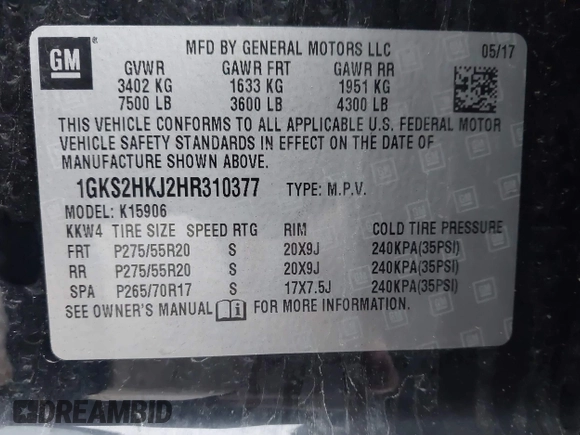 GM
MFD BY GENERAL MOTORS LLC 05/17
GVWR GAWR FRT GAWR RR
3402 KG 1633 KG 1951 KG
7500 LB 3600 LB 4300 LB
THIS VEHICLE CONFORMS TO ALL APPLICABLE U.S. FEDERAL MOTOR
VEHICLE SAFETY STANDARDS IN EFFECT ON THE DATE OF
MANUFACTURE SHOWN ABOVE.
1GKS2HKJ2HR310377 TYPE: M.P.V.
MODEL: K15906
KKW4 TIRE SIZE SPEED RTG RIM COLD TIRE PRESSURE
FRT P275/55R20 S 20X9J 240KPA(35PSI)
RR P275/55R20 S 20X9J 240KPA(35PSI)
SPA P265/70R17 S 17X7.5J 240KPA(35PSI)
SEE OWNER'S MANUAL FOR MORE INFORMATION.
DREAMBID